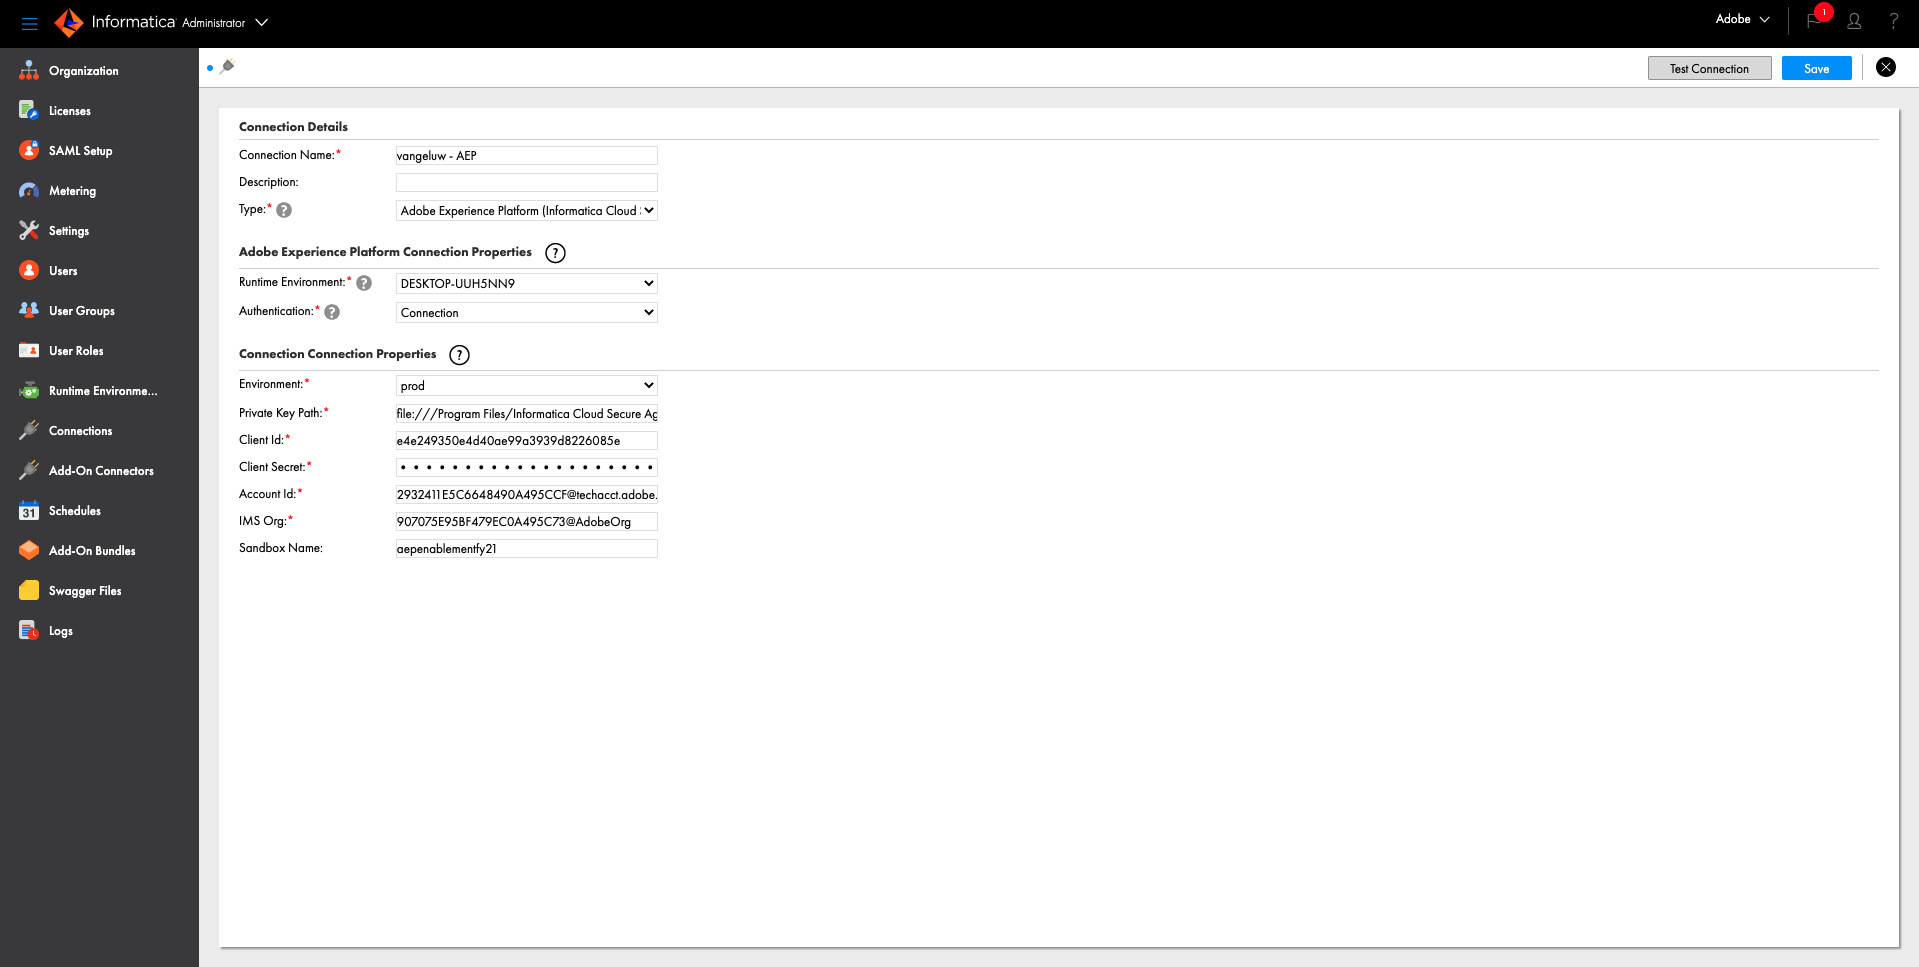 Informatica Administrator
Adobe
1
?
Organization
Licenses
SAML Setup
Metering
Settings
Users
User Groups
User Roles
Runtime Environme...
Connections
Add-On Connectors
31 Schedules
Add-On Bundles
Swagger Files
Logs
Test Connection
Save
Connection Details
Connection Name:* vangeluw - AEP
Description:
Type:* ? Adobe Experience Platform (Informatica Cloud
Adobe Experience Platform Connection Properties ?
Runtime Environment:* ? DESKTOP-UUH5NN9
Authentication:* ? Connection
Connection Connection Properties ?
Environment:* prod
Private Key Path:* file:///Program Files/Informatica Cloud Secure Ag
Client Id:* e4e249350e4d40ae99a3939d8226085e
Client Secret:* ••••••••••••••••••••
Account Id:* 2932411E5C6648490A495CCF@techacct.adobe.
IMS Org:* 907075E95BF479EC0A495C73@AdobeOrg
Sandbox Name: aepenablementfy21